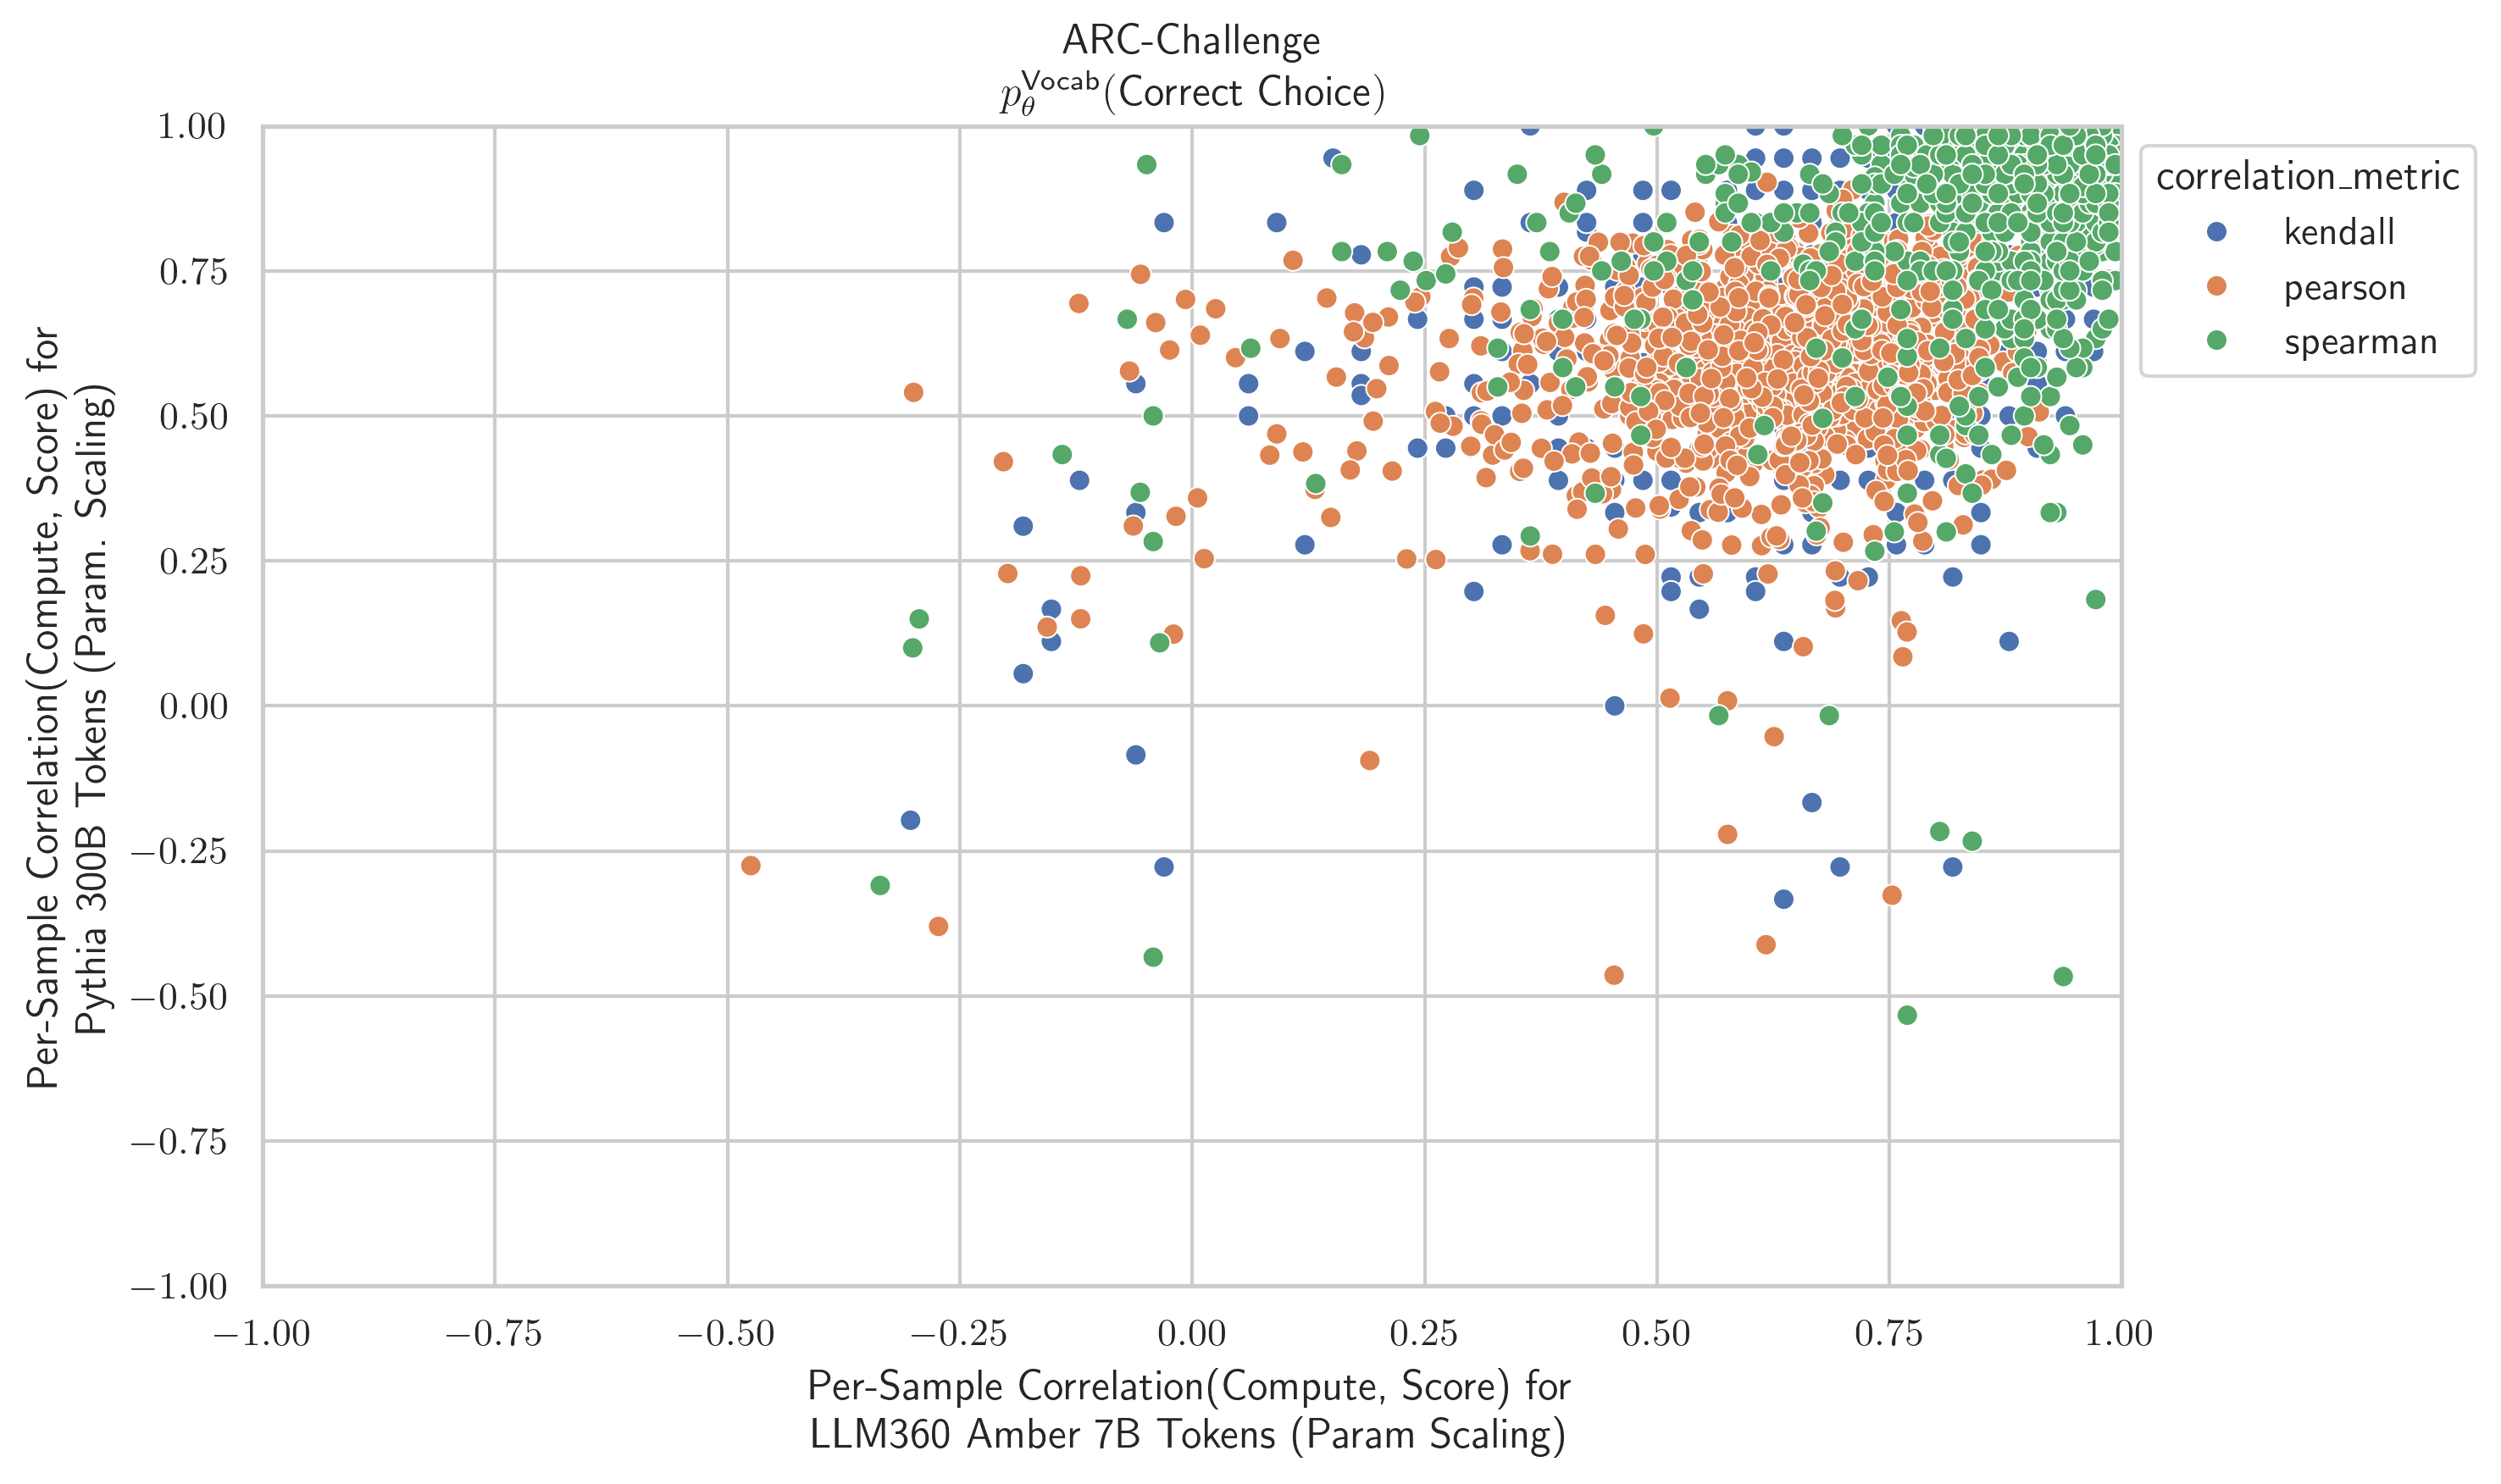 ARC-Challenge
p_θ^Vocab(Correct Choice)
Per-Sample Correlation(Compute, Score) for
Pythia 300B Tokens (Param. Scaling)
1.00
0.75
0.50
0.25
0.00
−0.25
−0.50
−0.75
−1.00
−1.00
−0.75
−0.50
−0.25
0.00
0.25
0.50
0.75
1.00
Per-Sample Correlation(Compute, Score) for
LLM360 Amber 7B Tokens (Param Scaling)
correlation_metric
kendall
pearson
spearman